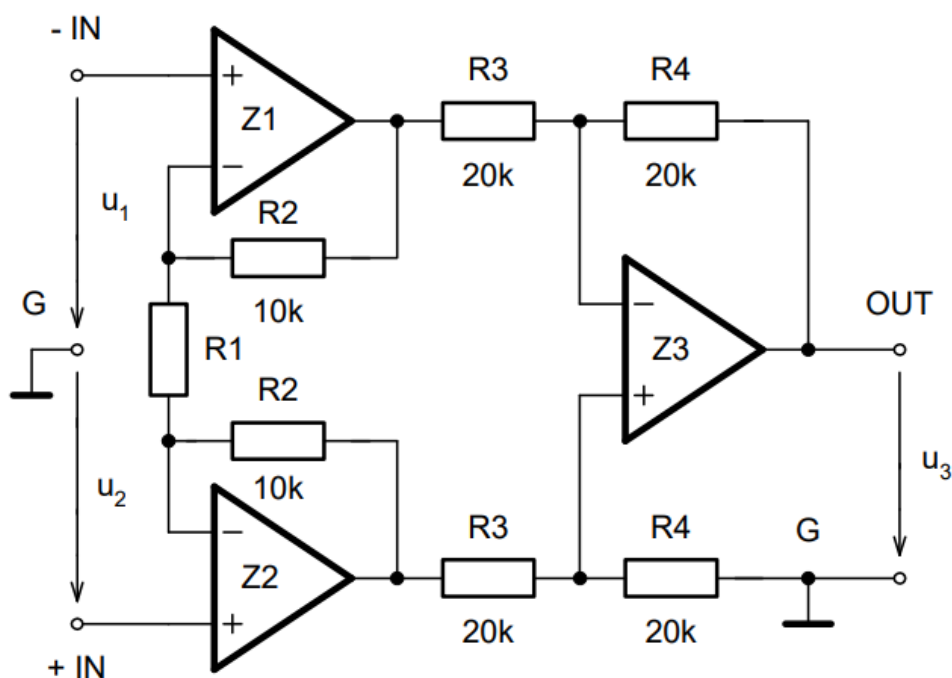 - IN
+
Z1
−
R3
20k
R4
20k
u1
R2
10k
G
R1
−
Z3
+
OUT
R2
10k
u2
u3
−
Z2
+
R3
20k
R4
20k
G
+ IN